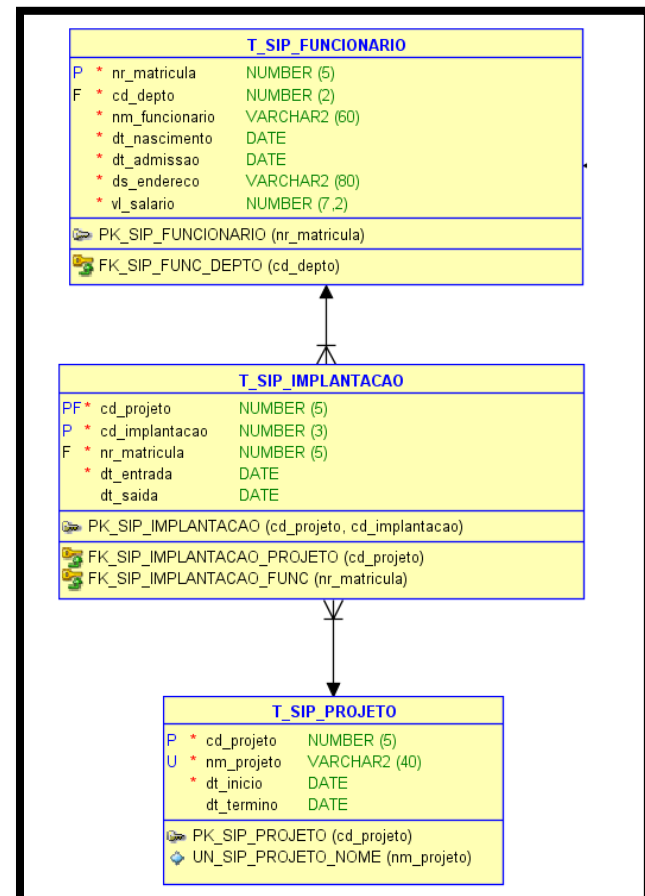 T_SIP_FUNCIONARIO
P * nr_matricula NUMBER (5)
F * cd_depto NUMBER (2)
* nm_funcionario VARCHAR2 (60)
* dt_nascimento DATE
* dt_admissao DATE
* ds_endereco VARCHAR2 (80)
* vl_salario NUMBER (7,2)
PK_SIP_FUNCIONARIO (nr_matricula)
FK_SIP_FUNC_DEPTO (cd_depto)
T_SIP_IMPLANTACAO
PF* cd_projeto NUMBER (5)
P * cd_implantacao NUMBER (3)
F * nr_matricula NUMBER (5)
* dt_entrada DATE
dt_saida DATE
PK_SIP_IMPLANTACAO (cd_projeto, cd_implantacao)
FK_SIP_IMPLANTACAO_PROJETO (cd_projeto)
FK_SIP_IMPLANTACAO_FUNC (nr_matricula)
T_SIP_PROJETO
P * cd_projeto NUMBER (5)
U * nm_projeto VARCHAR2 (40)
* dt_inicio DATE
dt_termino DATE
PK_SIP_PROJETO (cd_projeto)
UN_SIP_PROJETO_NOME (nm_projeto)